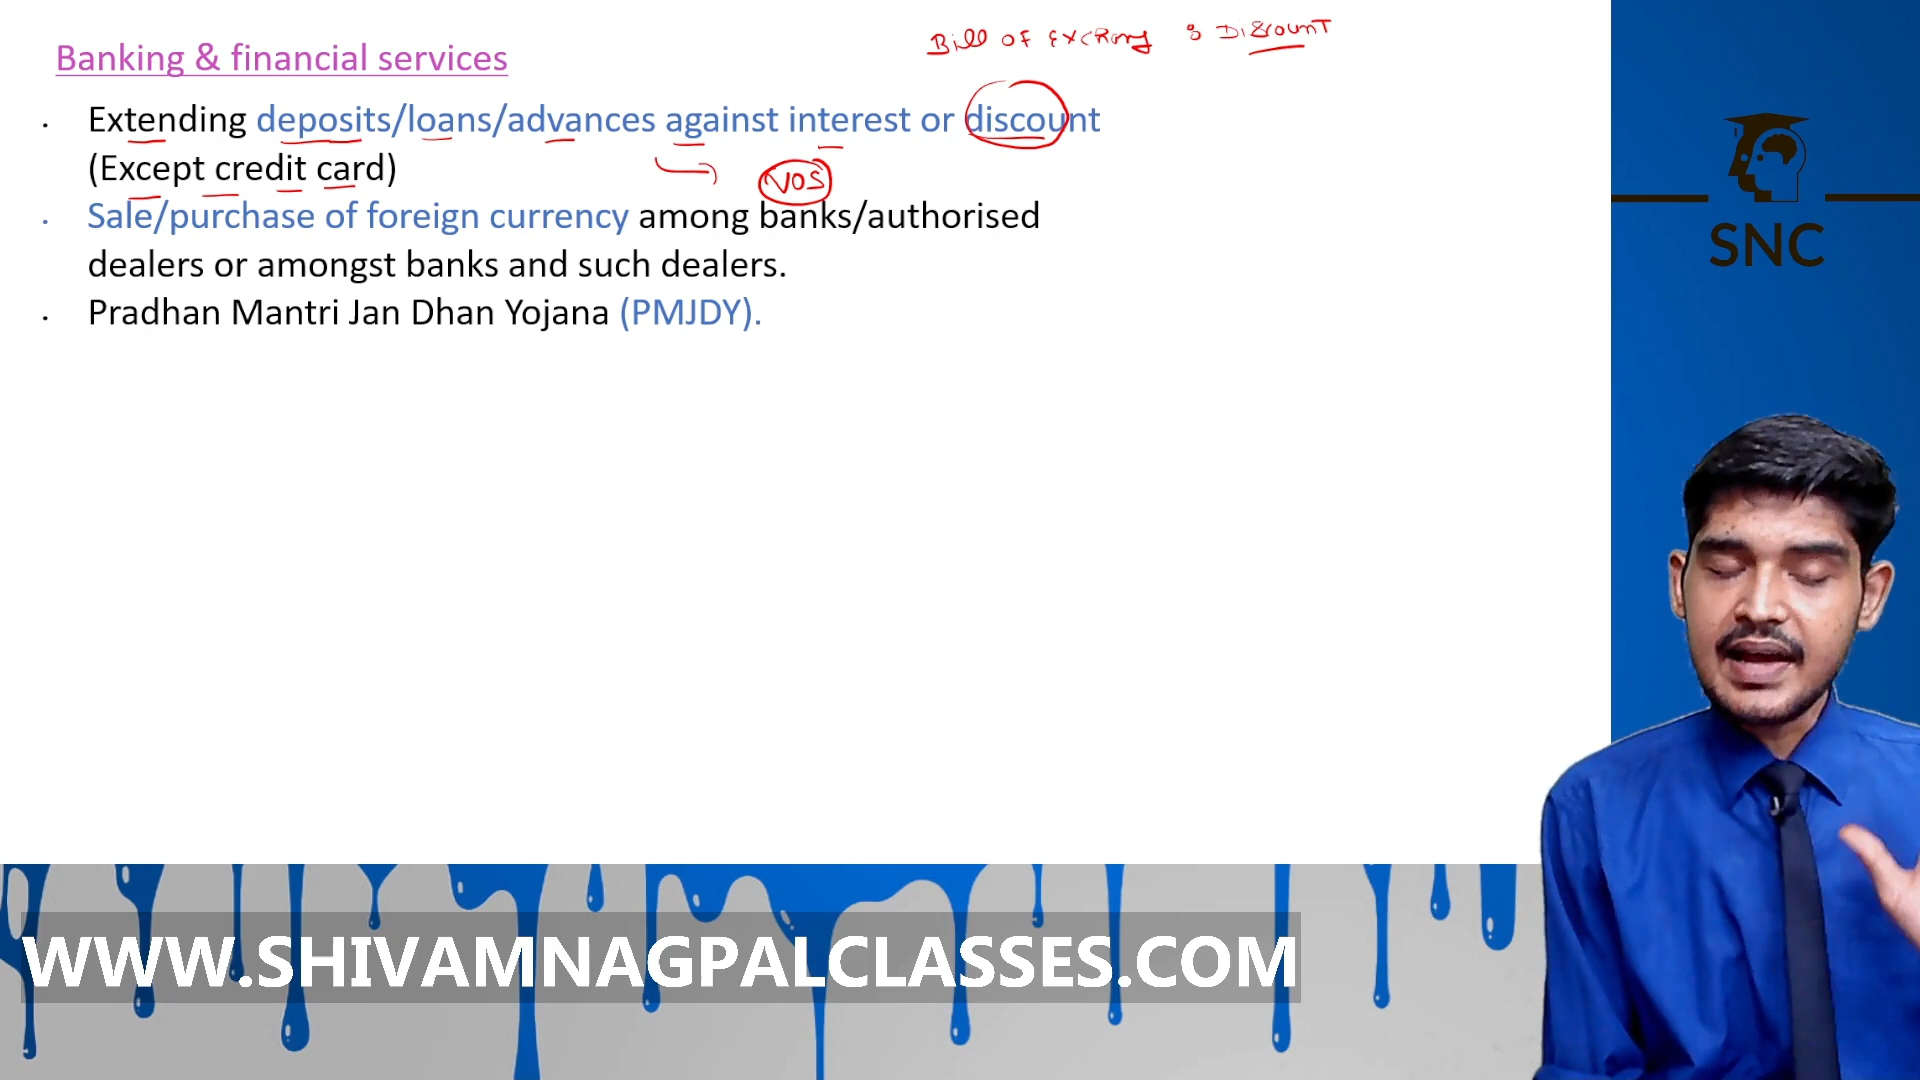 Bill OF Exchang & Discount
Banking & financial services
• Extending deposits/loans/advances against interest or discount
(Except credit card)
VOS
• Sale/purchase of foreign currency among banks/authorised
dealers or amongst banks and such dealers.
• Pradhan Mantri Jan Dhan Yojana (PMJDY).
SNC
WWW.SHIVAMNAGPALCLASSES.COM